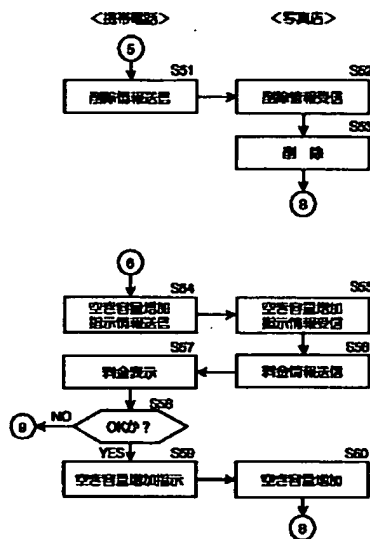 <携帯電話> <写真店>
5
S51 S52
削除情報送信 削除情報受信
S53
削 除
8
6
S54 S55
空き容量増加 空き容量増加
指示情報送信 指示情報受信
S57 S56
料金表示 料金情報送信
S58
9 NO OKか?
YES S59 S60
空き容量増加指示 空き容量増加
8